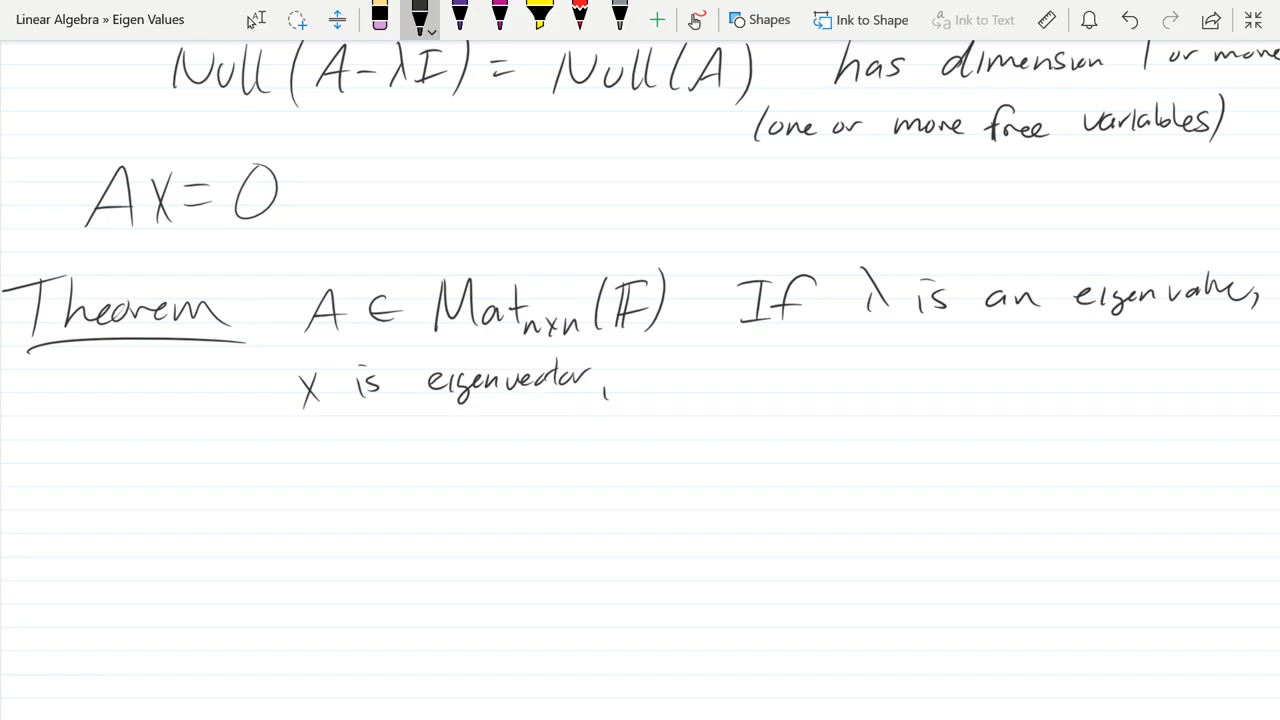 Linear Algebra » Eigen Values
Shapes Ink to Shape Ink to Text
Null (A - λI) = Null (A) has dimension 1 or more
(one or more free variables)
Ax = 0
Theorem A ∈ Mat_{n×n} (𝔽) If λ is an eigenvalue,
x is eigenvector,